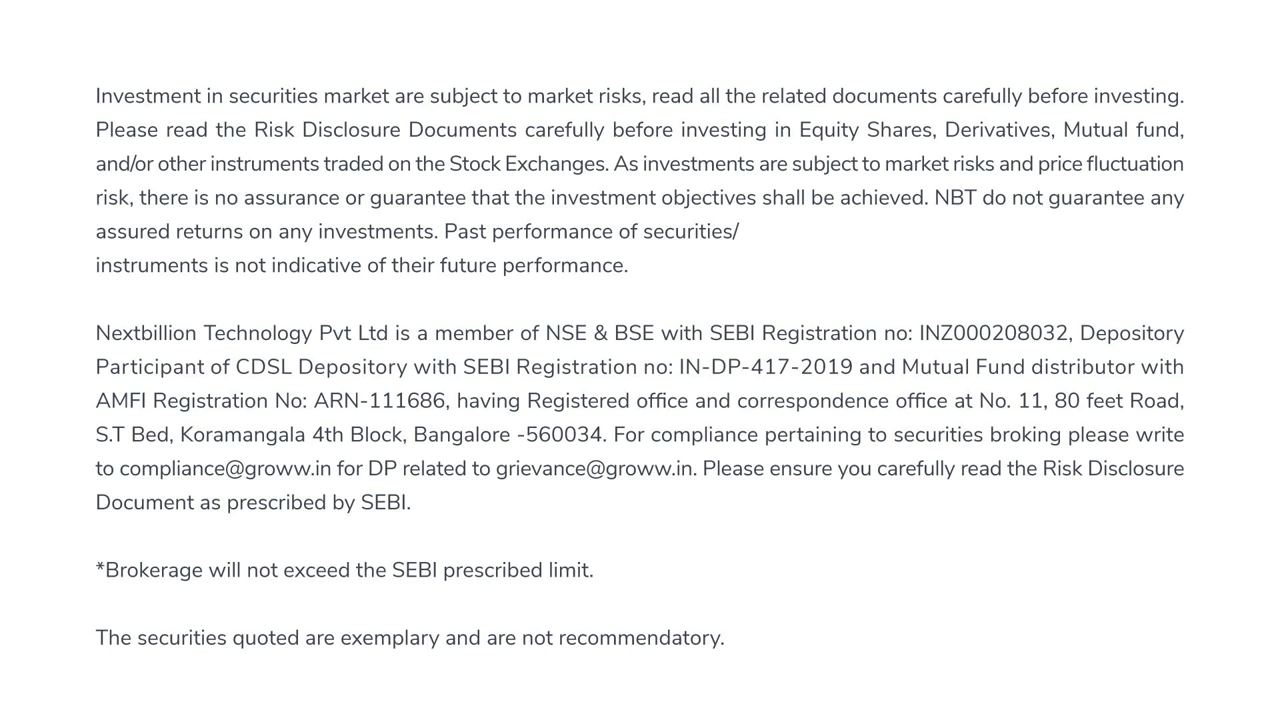 Investment in securities market are subject to market risks, read all the related documents carefully before investing.
Please read the Risk Disclosure Documents carefully before investing in Equity Shares, Derivatives, Mutual fund,
and/or other instruments traded on the Stock Exchanges. As investments are subject to market risks and price fluctuation
risk, there is no assurance or guarantee that the investment objectives shall be achieved. NBT do not guarantee any
assured returns on any investments. Past performance of securities/
instruments is not indicative of their future performance.
Nextbillion Technology Pvt Ltd is a member of NSE & BSE with SEBI Registration no: INZ000208032, Depository
Participant of CDSL Depository with SEBI Registration no: IN-DP-417-2019 and Mutual Fund distributor with
AMFI Registration No: ARN-111686, having Registered office and correspondence office at No. 11, 80 feet Road,
S.T Bed, Koramangala 4th Block, Bangalore -560034. For compliance pertaining to securities broking please write
to compliance@groww.in for DP related to grievance@groww.in. Please ensure you carefully read the Risk Disclosure
Document as prescribed by SEBI.
*Brokerage will not exceed the SEBI prescribed limit.
The securities quoted are exemplary and are not recommendatory.